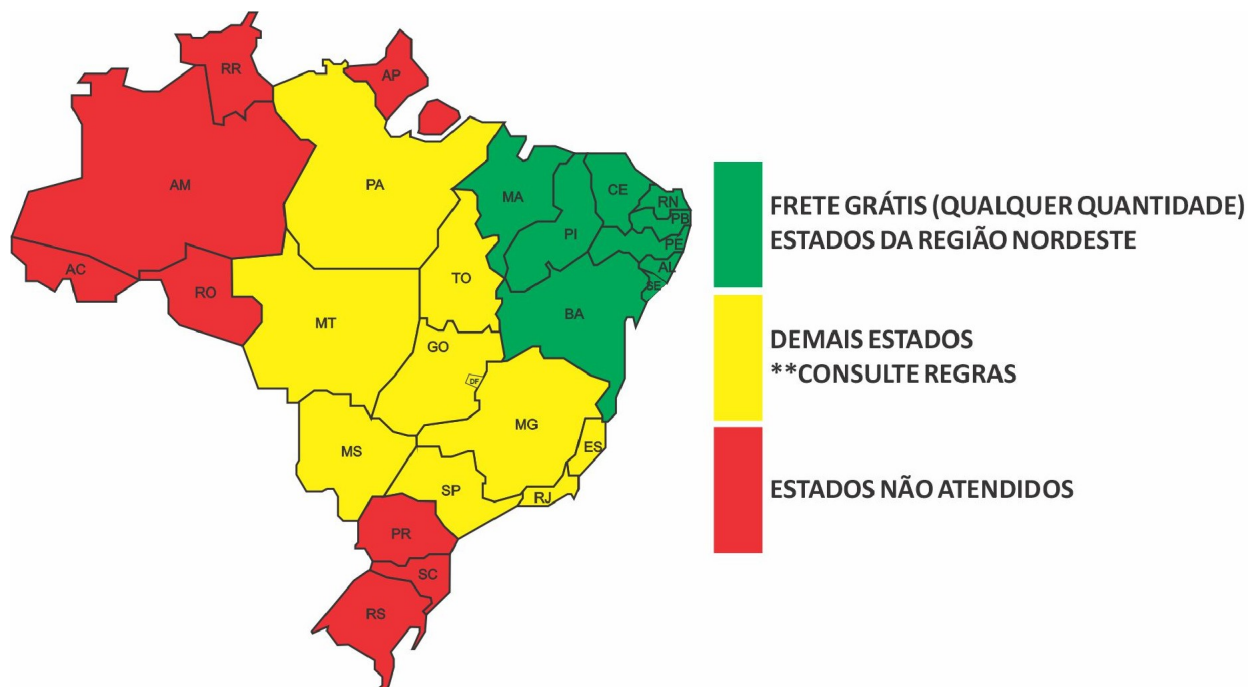 RR
AP
AM
PA
MA
CE
RN
PB
PI
PE
AL
SE
AC
RO
TO
BA
MT
GO
DF
MG
ES
MS
SP
RJ
PR
SC
RS
FRETE GRÁTIS (QUALQUER QUANTIDADE)
ESTADOS DA REGIÃO NORDESTE
DEMAIS ESTADOS
**CONSULTE REGRAS
ESTADOS NÃO ATENDIDOS